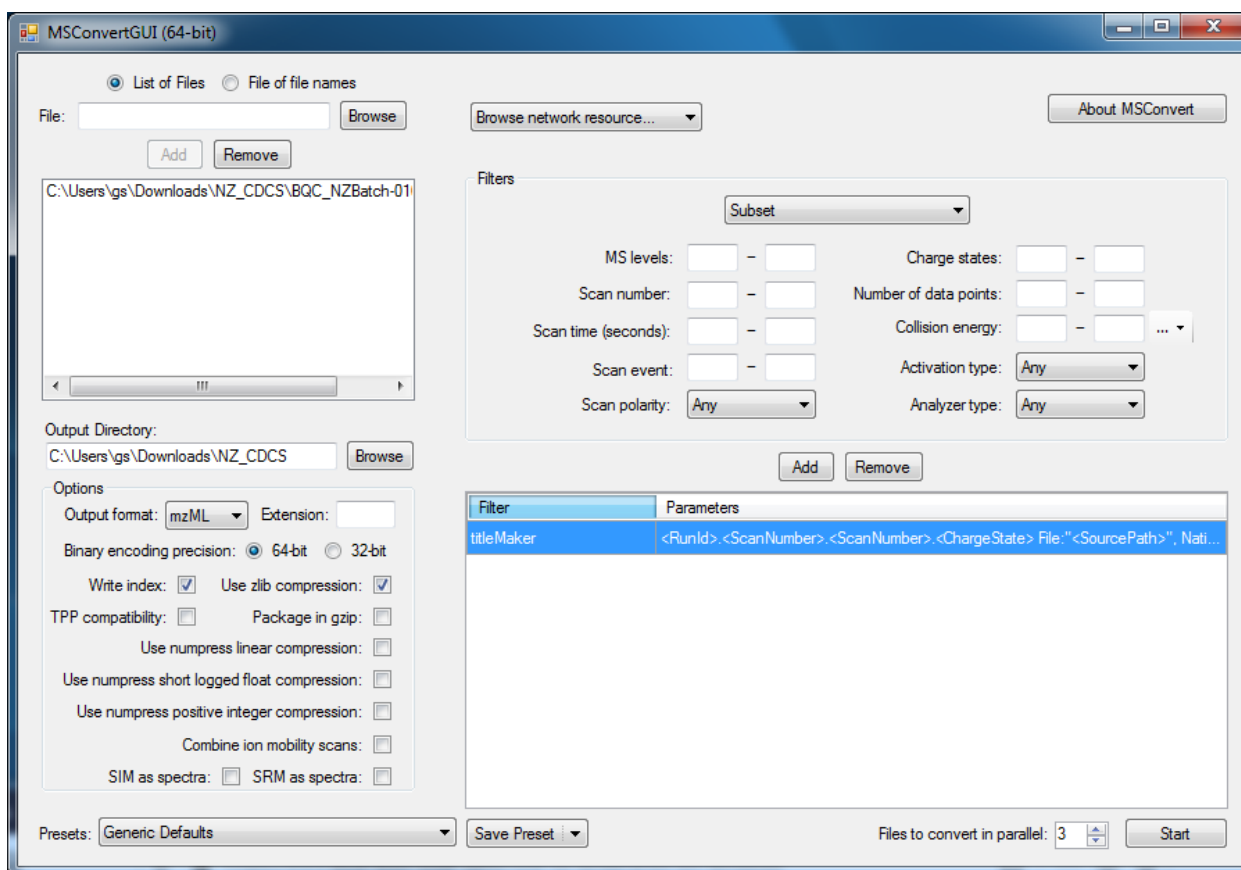 MSConvertGUI (64-bit)
List of Files File of file names
File: Browse
Browse network resource...
About MSConvert
Add Remove
C:\Users\gs\Downloads\NZ_CDCS\BQC_NZBatch-01
Filters
Subset
MS levels: – Charge states: –
Scan number: – Number of data points: –
Scan time (seconds): – Collision energy: – ...
Scan event: – Activation type: Any
Scan polarity: Any Analyzer type: Any
Output Directory:
C:\Users\gs\Downloads\NZ_CDCS Browse
Add Remove
Options
Output format: mzML Extension:
Binary encoding precision: 64-bit 32-bit
Write index: Use zlib compression:
TPP compatibility: Package in gzip:
Use numpress linear compression:
Use numpress short logged float compression:
Use numpress positive integer compression:
Combine ion mobility scans:
SIM as spectra: SRM as spectra:
Filter Parameters
titleMaker <RunId>.<ScanNumber>.<ScanNumber>.<ChargeState> File:"<SourcePath>", Nati...
Presets: Generic Defaults Save Preset Files to convert in parallel: 3 Start